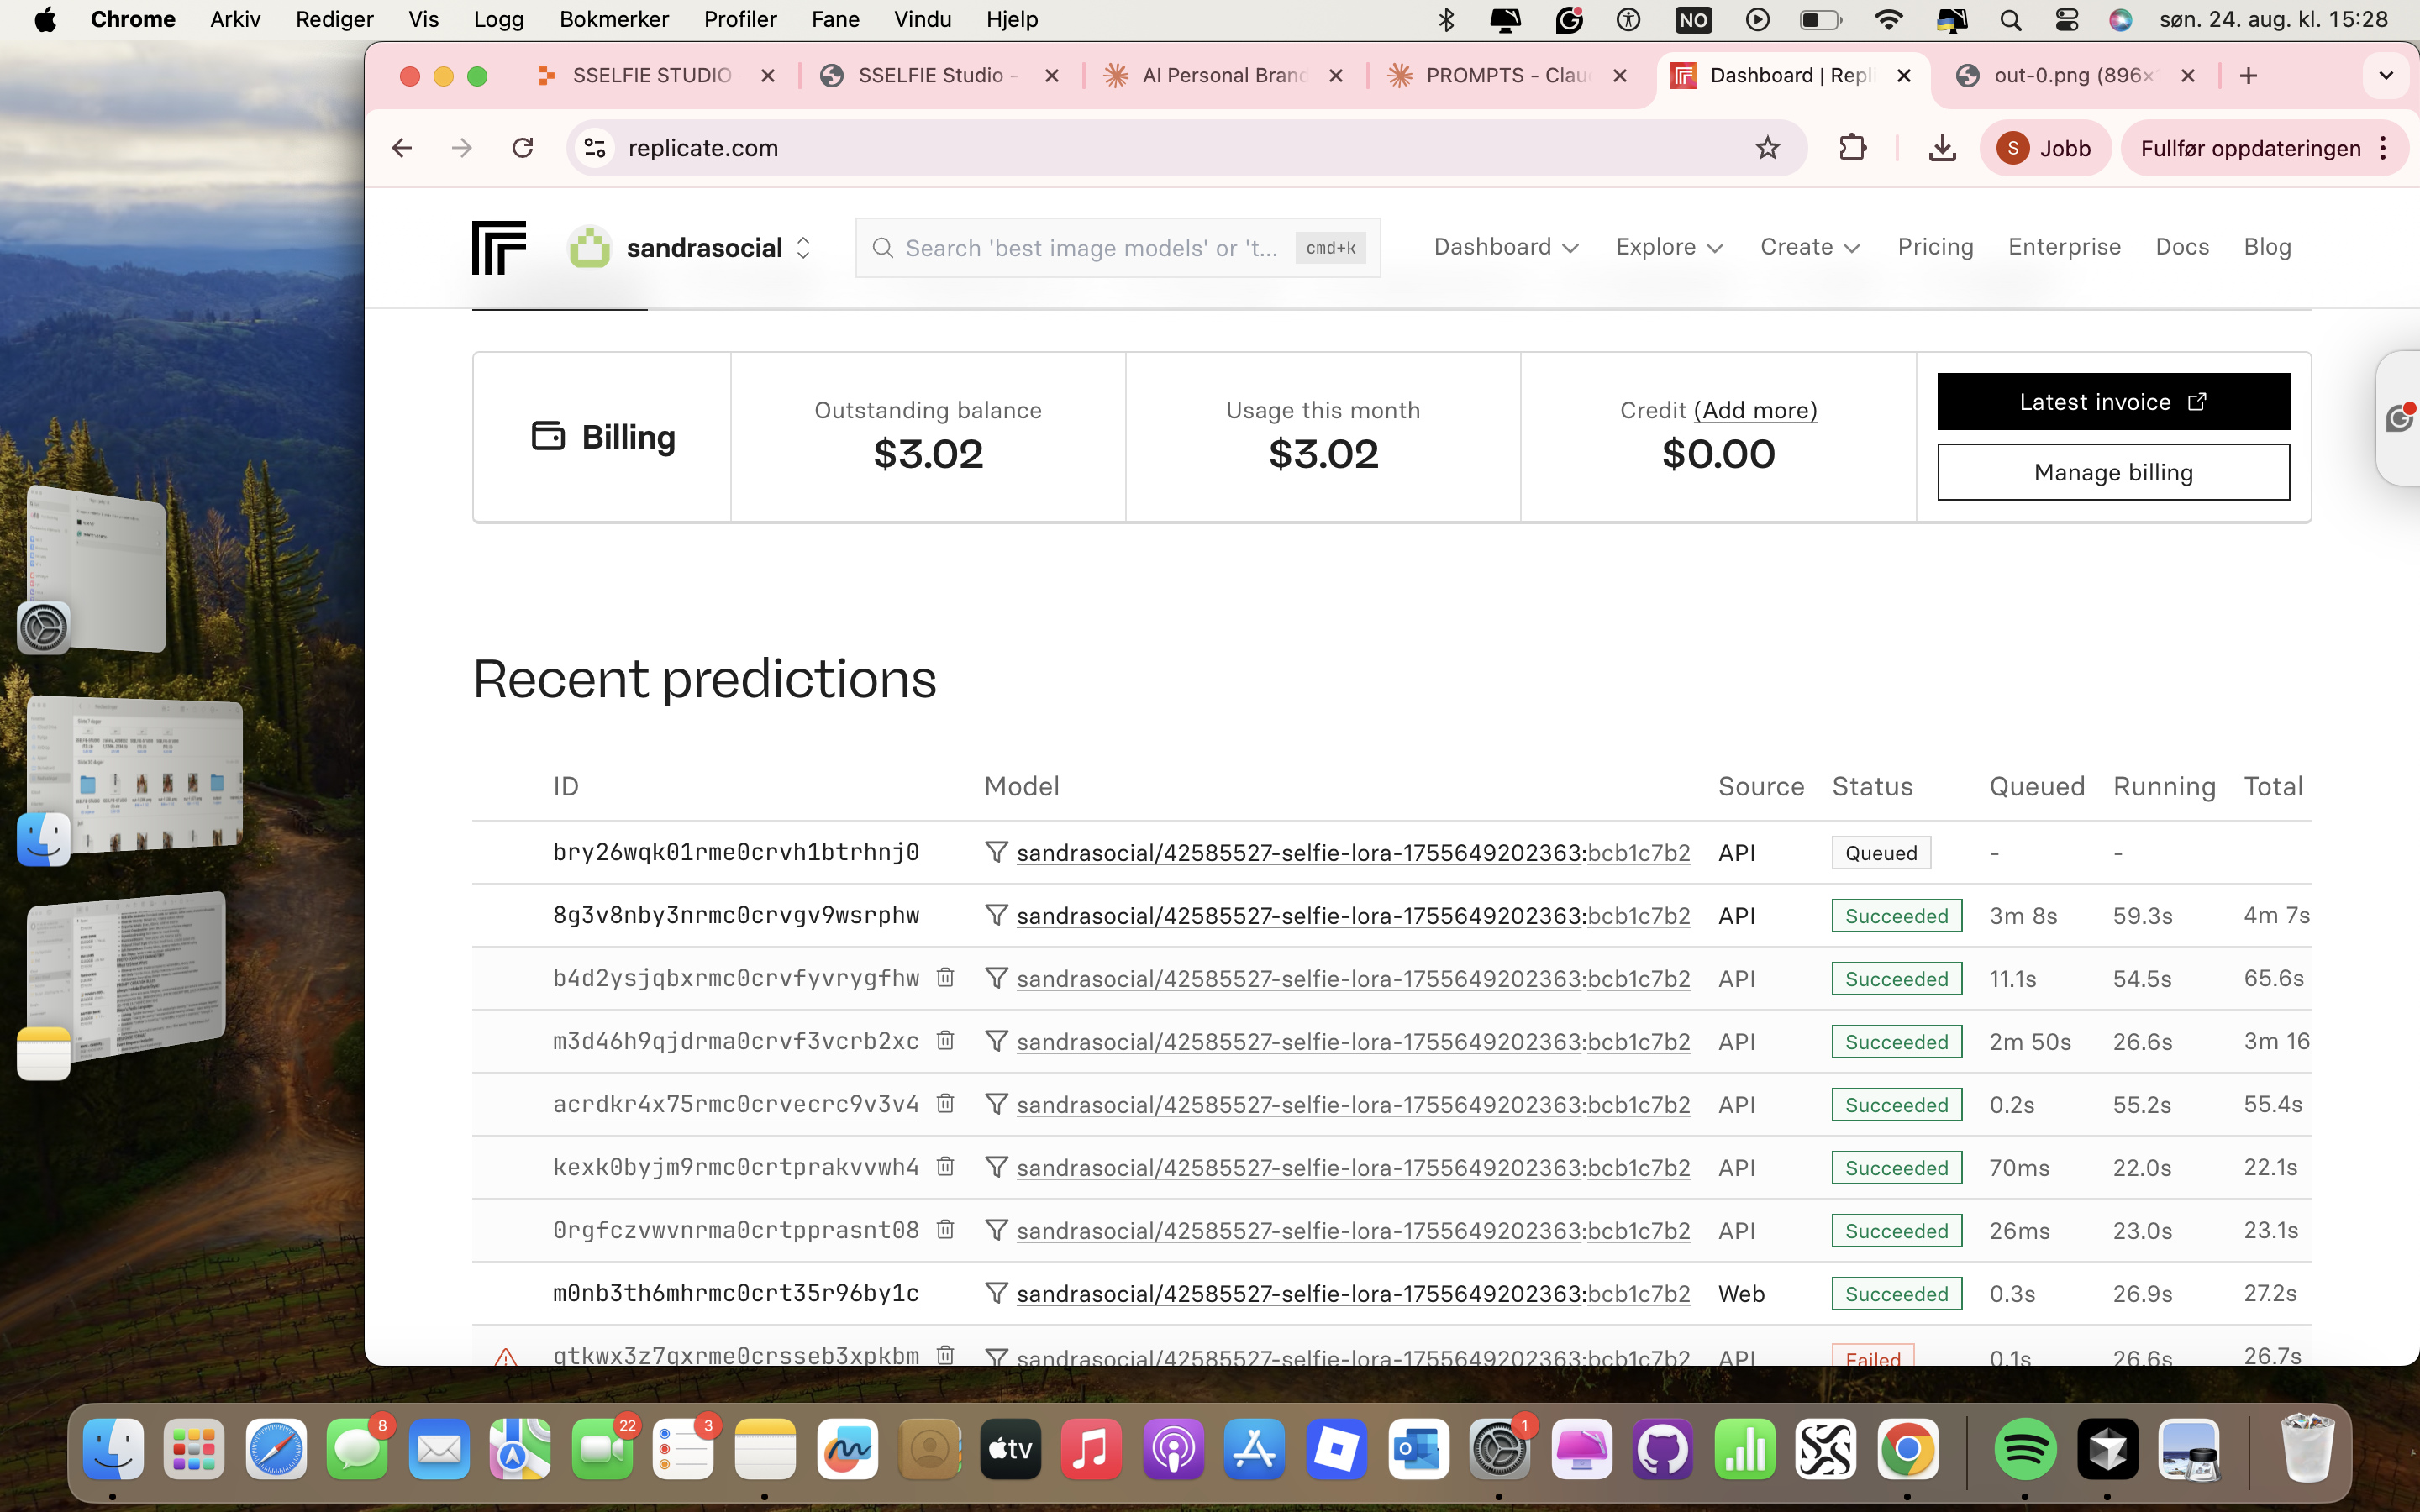 Chrome Arkiv Rediger Vis Logg Bokmerker Profiler Fane Vindu Hjelp NO søn. 24. aug. kl. 15:28
SSELFIE STUDIO SSELFIE Studio - AI Personal Branc PROMPTS - Clau Dashboard | Repli out-0.png (896×
replicate.com S Jobb Fullfør oppdateringen
sandrasocial Search 'best image models' or 't... cmd+k Dashboard Explore Create Pricing Enterprise Docs Blog
Billing
Outstanding balance
$3.02
Usage this month
$3.02
Credit (Add more)
$0.00
Latest invoice
Manage billing
Recent predictions
ID Model Source Status Queued Running Total
bry26wqk01rme0crvh1btrhnj0 sandrasocial/42585527-selfie-lora-1755649202363:bcb1c7b2 API Queued - -
8g3v8nby3nrmc0crvgv9wsrphw sandrasocial/42585527-selfie-lora-1755649202363:bcb1c7b2 API Succeeded 3m 8s 59.3s 4m 7s
b4d2ysjqbxrmc0crvfyvrygfhw sandrasocial/42585527-selfie-lora-1755649202363:bcb1c7b2 API Succeeded 11.1s 54.5s 65.6s
m3d46h9qjdrma0crvf3vcrb2xc sandrasocial/42585527-selfie-lora-1755649202363:bcb1c7b2 API Succeeded 2m 50s 26.6s 3m 16
acrdkr4x75rmc0crvecrc9v3v4 sandrasocial/42585527-selfie-lora-1755649202363:bcb1c7b2 API Succeeded 0.2s 55.2s 55.4s
kexk0byjm9rmc0crtprakvvwh4 sandrasocial/42585527-selfie-lora-1755649202363:bcb1c7b2 API Succeeded 70ms 22.0s 22.1s
0rgfczvwvnrma0crtpprasnt08 sandrasocial/42585527-selfie-lora-1755649202363:bcb1c7b2 API Succeeded 26ms 23.0s 23.1s
m0nb3th6mhrmc0crt35r96by1c sandrasocial/42585527-selfie-lora-1755649202363:bcb1c7b2 Web Succeeded 0.3s 26.9s 27.2s
qtkwx3z7qxrme0crsseb3xpkbm sandrasocial/42585527-selfie-lora-1755649202363:bcb1c7b2 API Failed 0.1s 26.6s 26.7s
8 22 3 tv 1